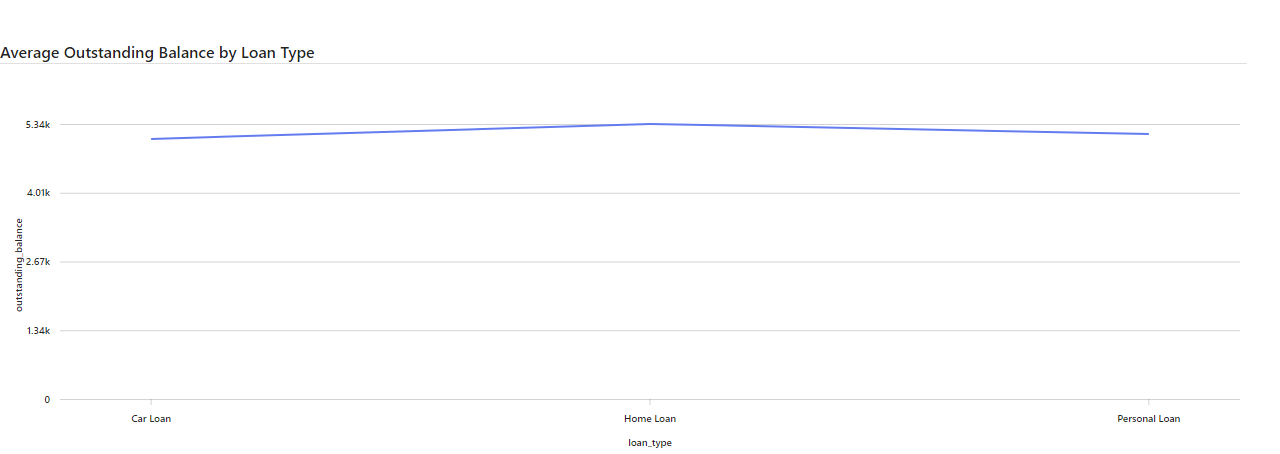 Average Outstanding Balance by Loan Type
5.34k
4.01k
2.67k
1.34k
0
outstanding_balance
Car Loan
Home Loan
Personal Loan
loan_type